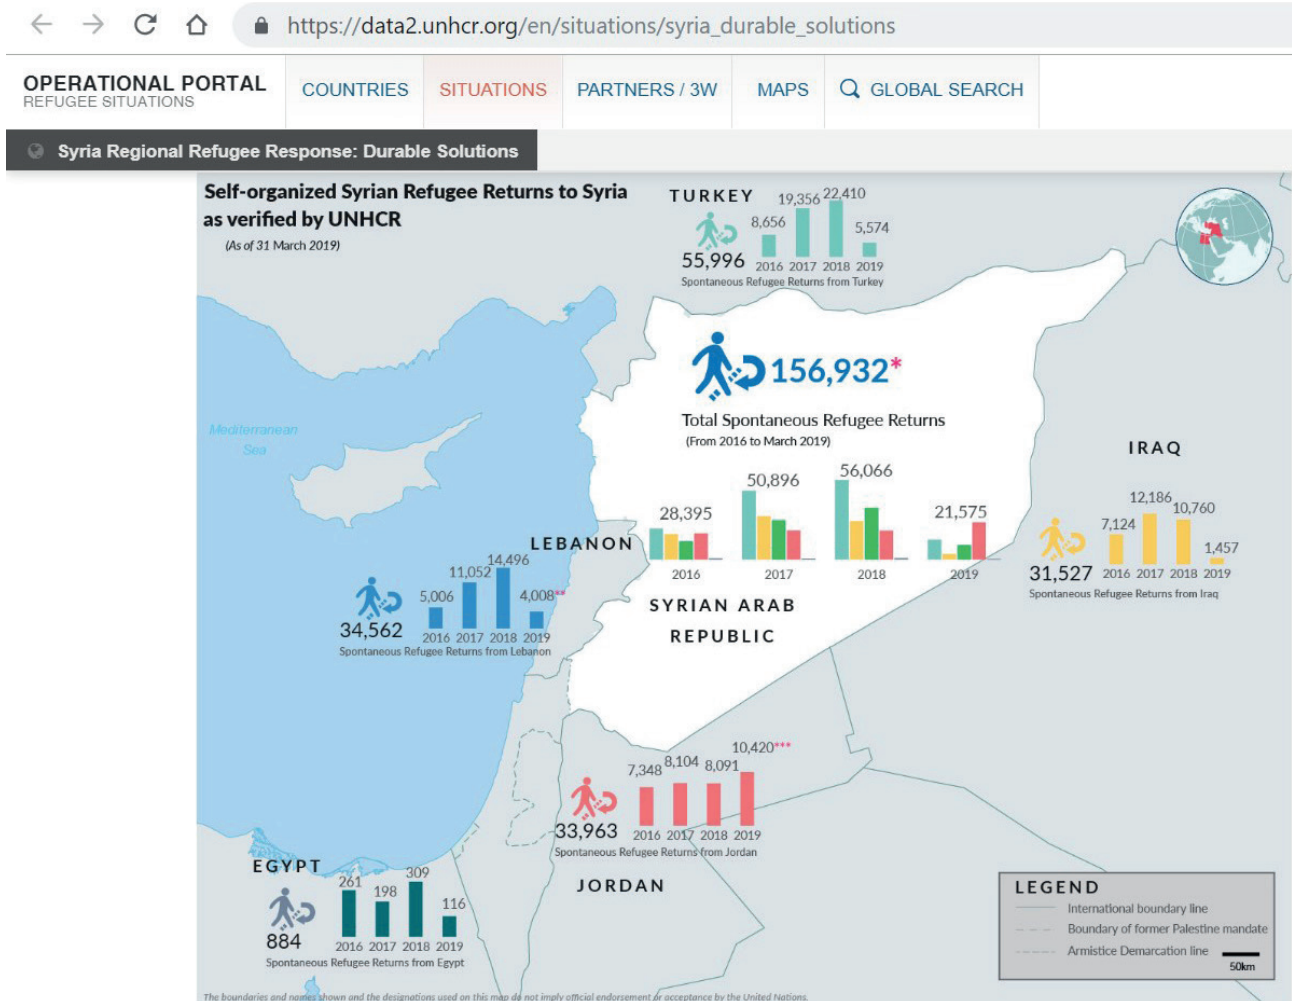 https://data2.unhcr.org/en/situations/syria_durable_solutions
OPERATIONAL PORTAL
REFUGEE SITUATIONS
COUNTRIES
SITUATIONS
PARTNERS / 3W
MAPS
GLOBAL SEARCH
Syria Regional Refugee Response: Durable Solutions
Self-organized Syrian Refugee Returns to Syria
as verified by UNHCR
(As of 31 March 2019)
TURKEY
8,656 19,356 22,410 5,574
55,996
2016 2017 2018 2019
Spontaneous Refugee Returns from Turkey
156,932*
Total Spontaneous Refugee Returns
(From 2016 to March 2019)
28,395 50,896 56,066 21,575
2016 2017 2018 2019
SYRIAN ARAB
REPUBLIC
Mediterranean
Sea
IRAQ
7,124 12,186 10,760 1,457
31,527
2016 2017 2018 2019
Spontaneous Refugee Returns from Iraq
LEBANON
5,006 11,052 14,496 4,008**
34,562
2016 2017 2018 2019
Spontaneous Refugee Returns from Lebanon
7,348 8,104 8,091 10,420***
33,963
2016 2017 2018 2019
Spontaneous Refugee Returns from Jordan
JORDAN
EGYPT
261 198 309 116
884
2016 2017 2018 2019
Spontaneous Refugee Returns from Egypt
LEGEND
International boundary line
Boundary of former Palestine mandate
Armistice Demarcation line
50km
The boundaries and names shown and the designations used on this map do not imply official endorsement or acceptance by the United Nations.